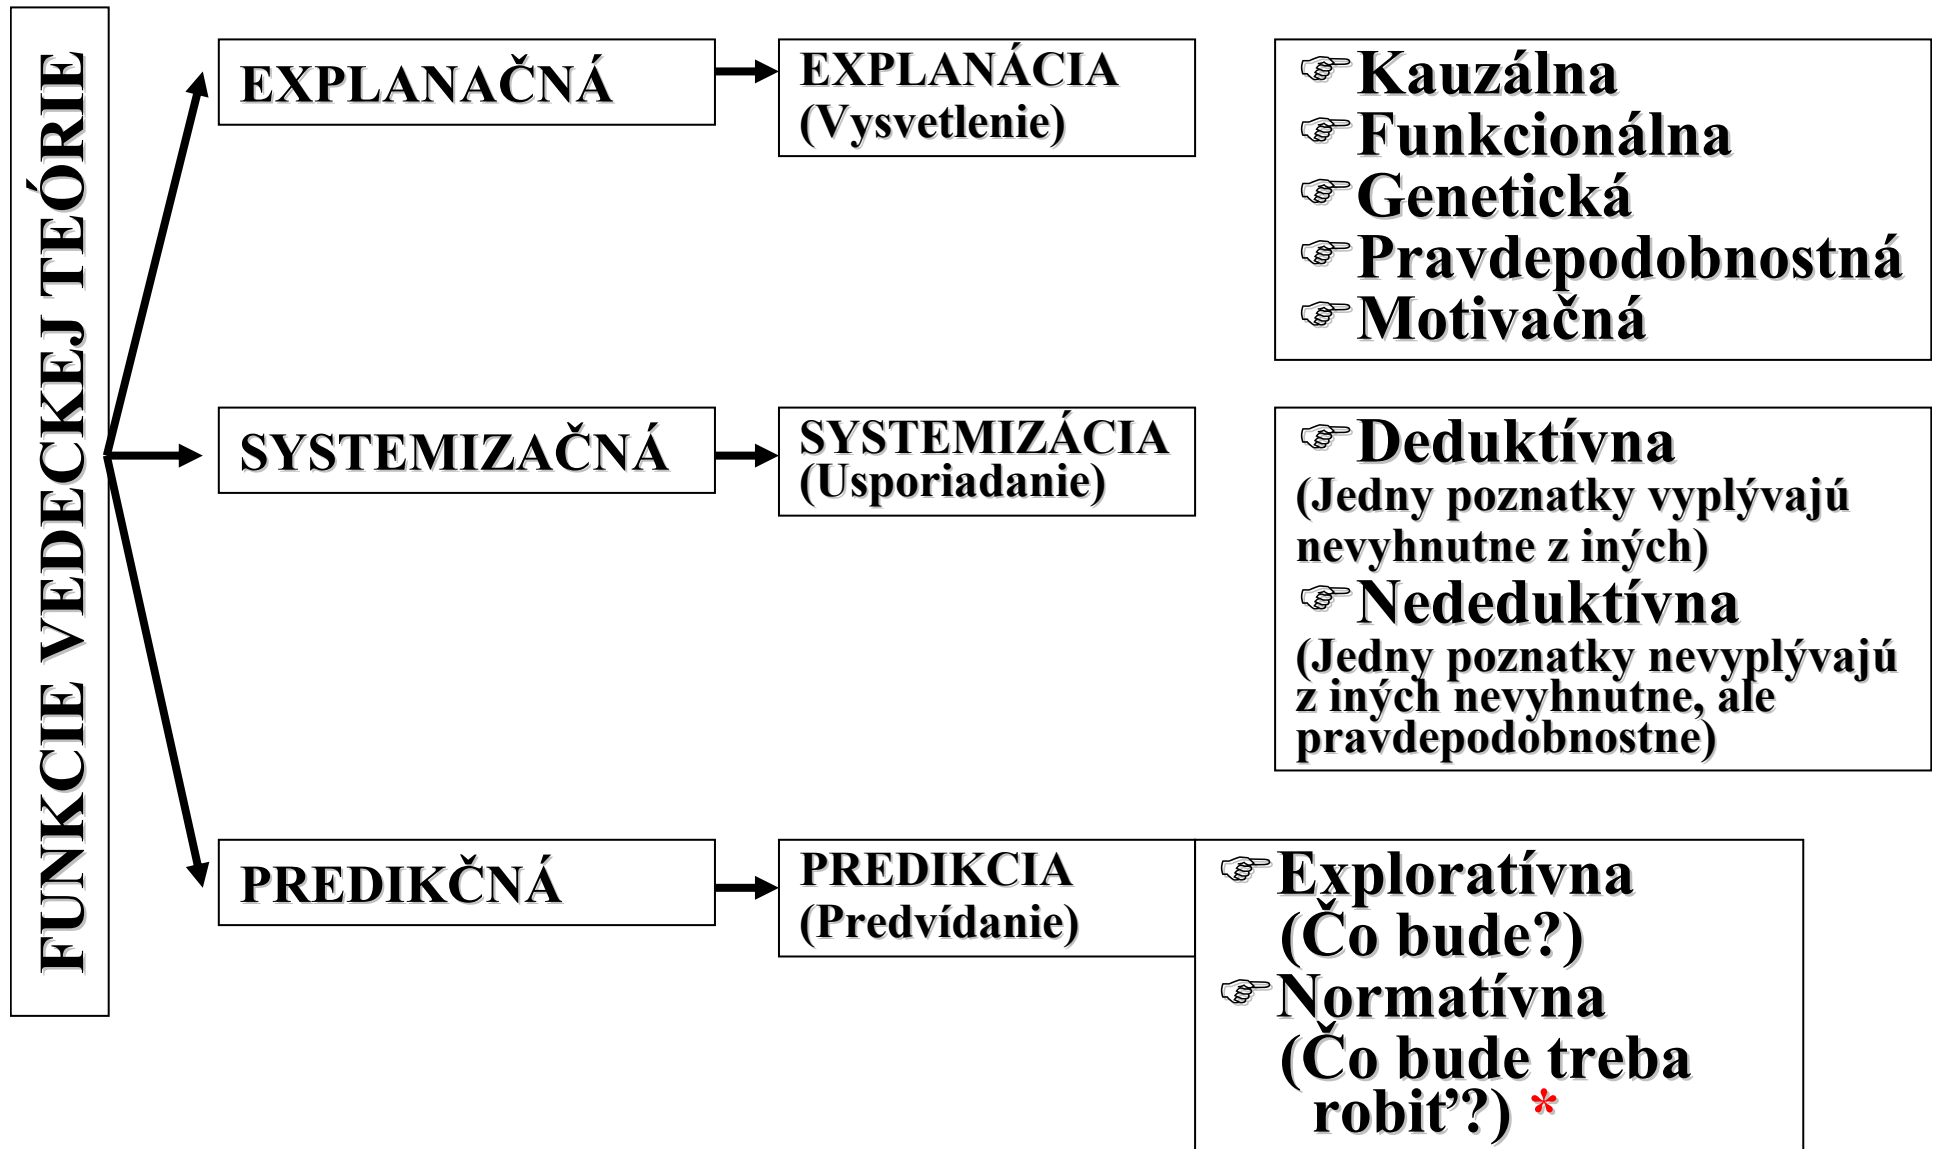 FUNKCIE VEDECKEJ TEÓRIE
EXPLANAČNÁ
EXPLANÁCIA
(Vysvetlenie)
☞Kauzálna
☞Funkcionálna
☞Genetická
☞Pravdepodobnostná
☞Motivačná
SYSTEMIZAČNÁ
SYSTEMIZÁCIA
(Usporiadanie)
☞Deduktívna
(Jedny poznatky vyplývajú
nevyhnutne z iných)
☞Nededuktívna
(Jedny poznatky nevyplývajú
z iných nevyhnutne, ale
pravdepodobnostne)
PREDIKČNÁ
PREDIKCIA
(Predvídanie)
☞Exploratívna
(Čo bude?)
☞Normatívna
(Čo bude treba
robiť?) *